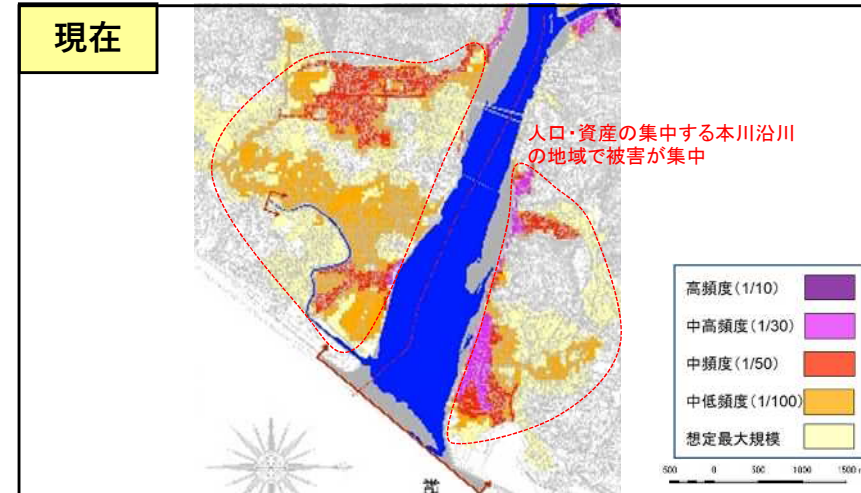 現在
人口・資産の集中する本川沿川
の地域で被害が集中
高頻度(1/10)
中高頻度(1/30)
中頻度(1/50)
中低頻度(1/100)
想定最大規模
500 0 500 1000 1500 m